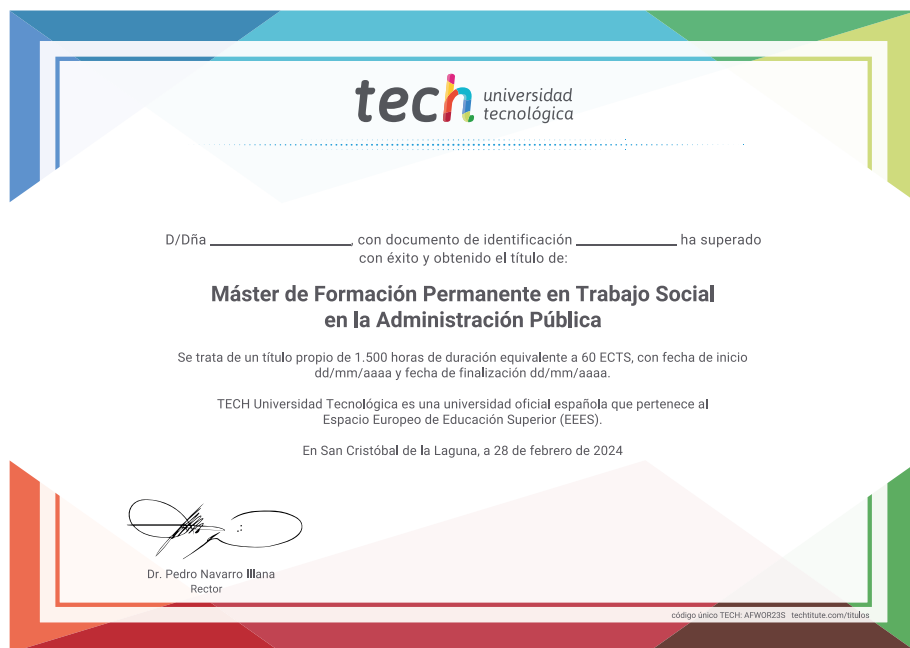 tech universidad
tecnológica
D/Dña ____________________, con documento de identificación ______________ ha superado
con éxito y obtenido el título de:
Máster de Formación Permanente en Trabajo Social
en la Administración Pública
Se trata de un título propio de 1.500 horas de duración equivalente a 60 ECTS, con fecha de inicio
dd/mm/aaaa y fecha de finalización dd/mm/aaaa.
TECH Universidad Tecnológica es una universidad oficial española que pertenece al
Espacio Europeo de Educación Superior (EEES).
En San Cristóbal de la Laguna, a 28 de febrero de 2024
Dr. Pedro Navarro Illana
Rector
código único TECH: AFWOR23S techtitute.com/titulos